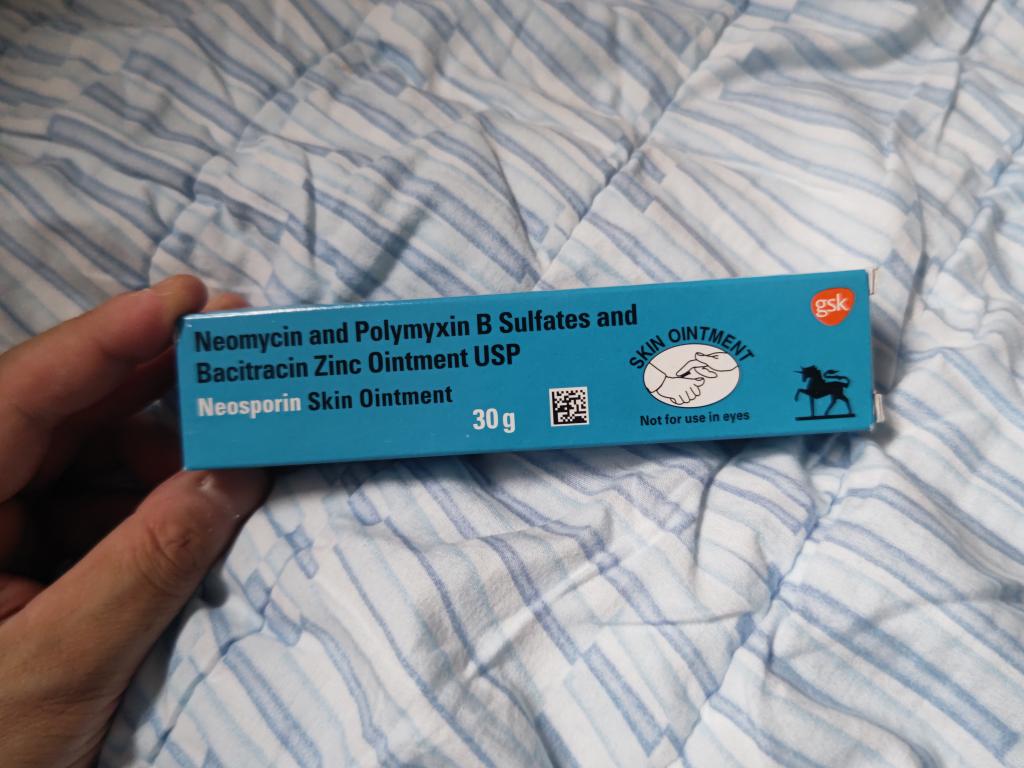 Neomycin and Polymyxin B Sulfates and
Bacitracin Zinc Ointment USP
Neosporin Skin Ointment
30 g
SKIN OINTMENT
Not for use in eyes
gsk